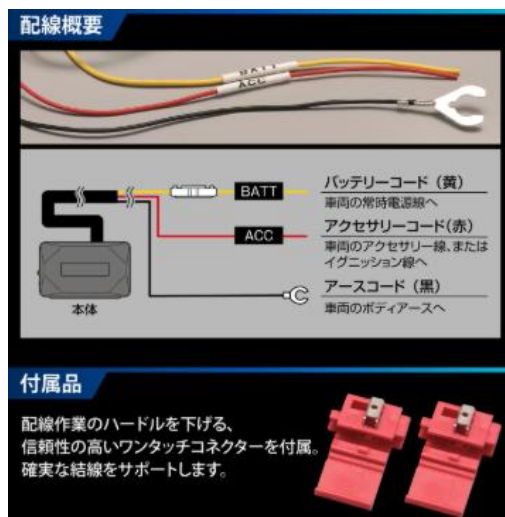 配線概要
BATT
ACC
BATT
バッテリーコード（黄）
車両の常時電源線へ
ACC
アクセサリーコード(赤)
車両のアクセサリー線、または
イグニッション線へ
アースコード（黒）
車両のボディアースへ
本体
付属品
配線作業のハードルを下げる、
信頼性の高いワンタッチコネクターを付属。
確実な結線をサポートします。